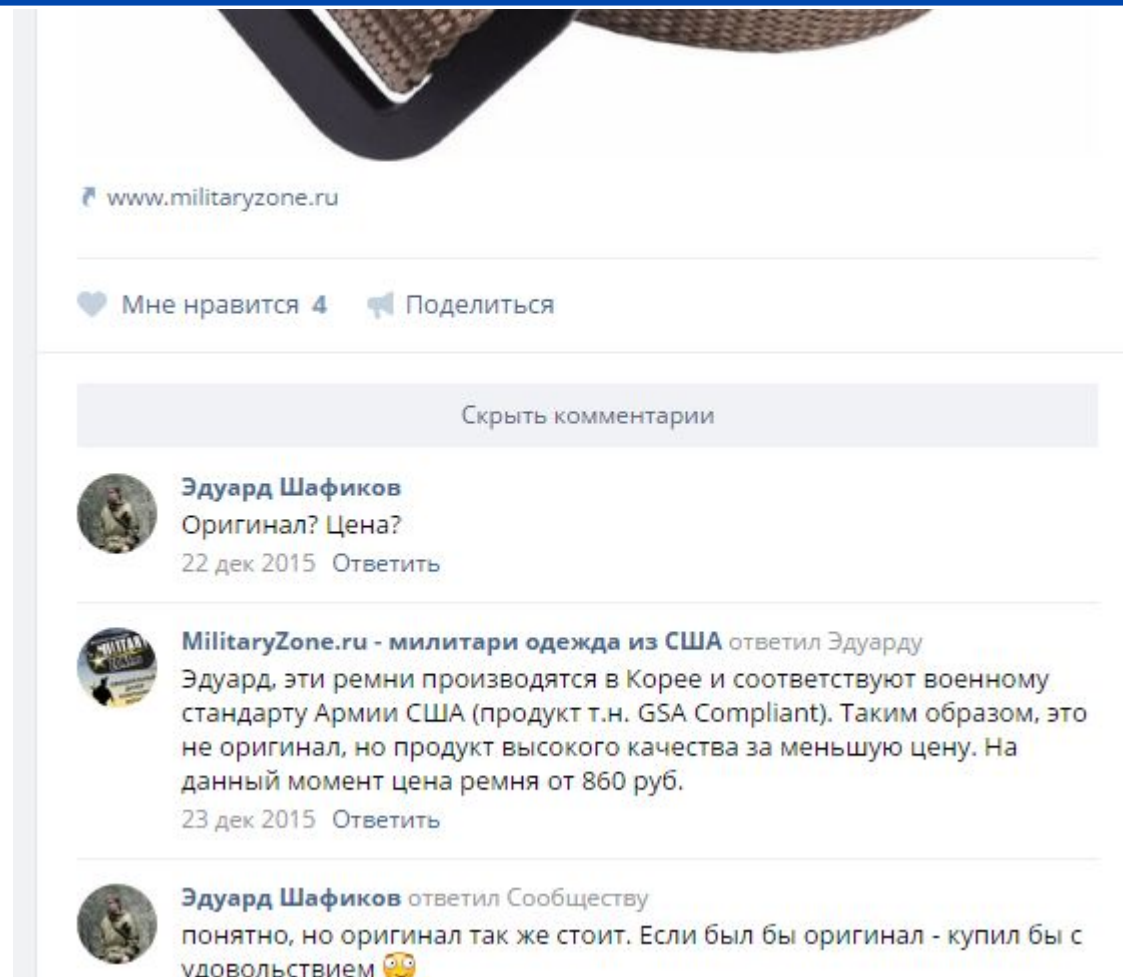 www.militaryzone.ru
Мне нравится 4 Поделиться
Скрыть комментарии
Эдуард Шафиков
Оригинал? Цена?
22 дек 2015 Ответить
MilitaryZone.ru - милитари одежда из США ответил Эдуарду
Эдуард, эти ремни производятся в Корее и соответствуют военному
стандарту Армии США (продукт т.н. GSA Compliant). Таким образом, это
не оригинал, но продукт высокого качества за меньшую цену. На
данный момент цена ремня от 860 руб.
23 дек 2015 Ответить
Эдуард Шафиков ответил Сообществу
понятно, но оригинал так же стоит. Если был бы оригинал - купил бы с
удовольствием